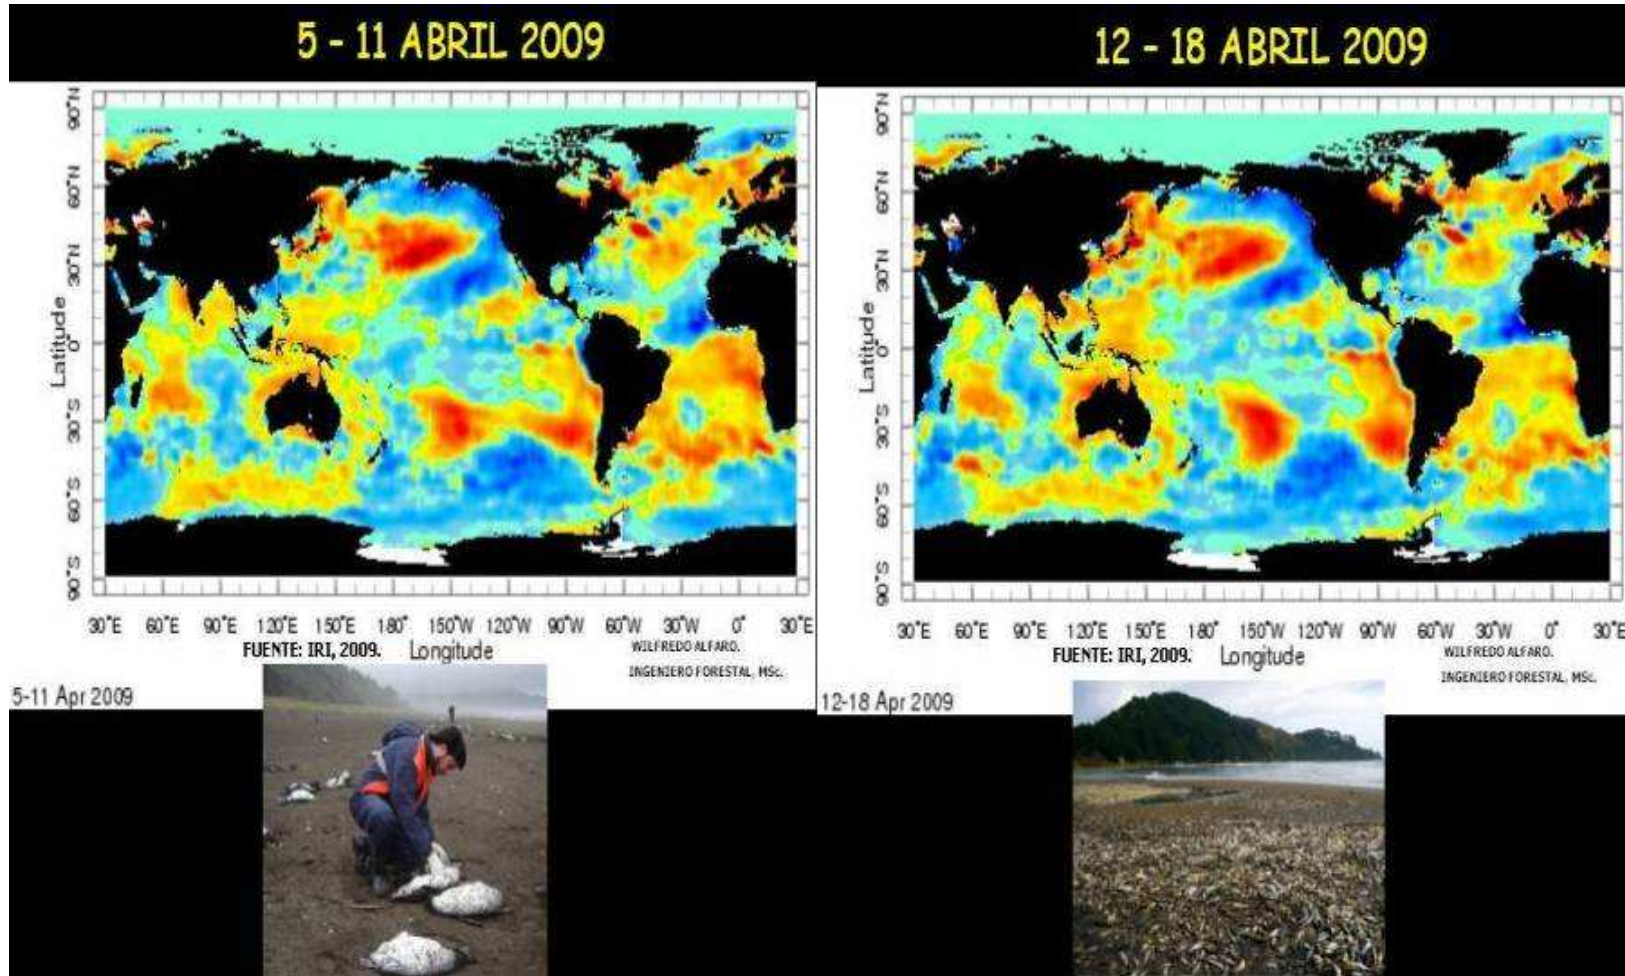 5 - 11 ABRIL 2009
90°N
60°N
30°N
0°
30°S
60°S
90°S
Latitude
30°E 60°E 90°E 120°E 150°E 180° 150°W 120°W 90°W 60°W 30°W 0° 30°E
FUENTE: IRI, 2009.
Longitude
WILFREDO ALFARO.
INGENIERO FORESTAL, MSc.
5-11 Apr 2009
12 - 18 ABRIL 2009
90°N
60°N
30°N
0°
30°S
60°S
90°S
Latitude
30°E 60°E 90°E 120°E 150°E 180° 150°W 120°W 90°W 60°W 30°W 0° 30°E
FUENTE: IRI, 2009.
Longitude
WILFREDO ALFARO.
INGENIERO FORESTAL, MSc.
12-18 Apr 2009